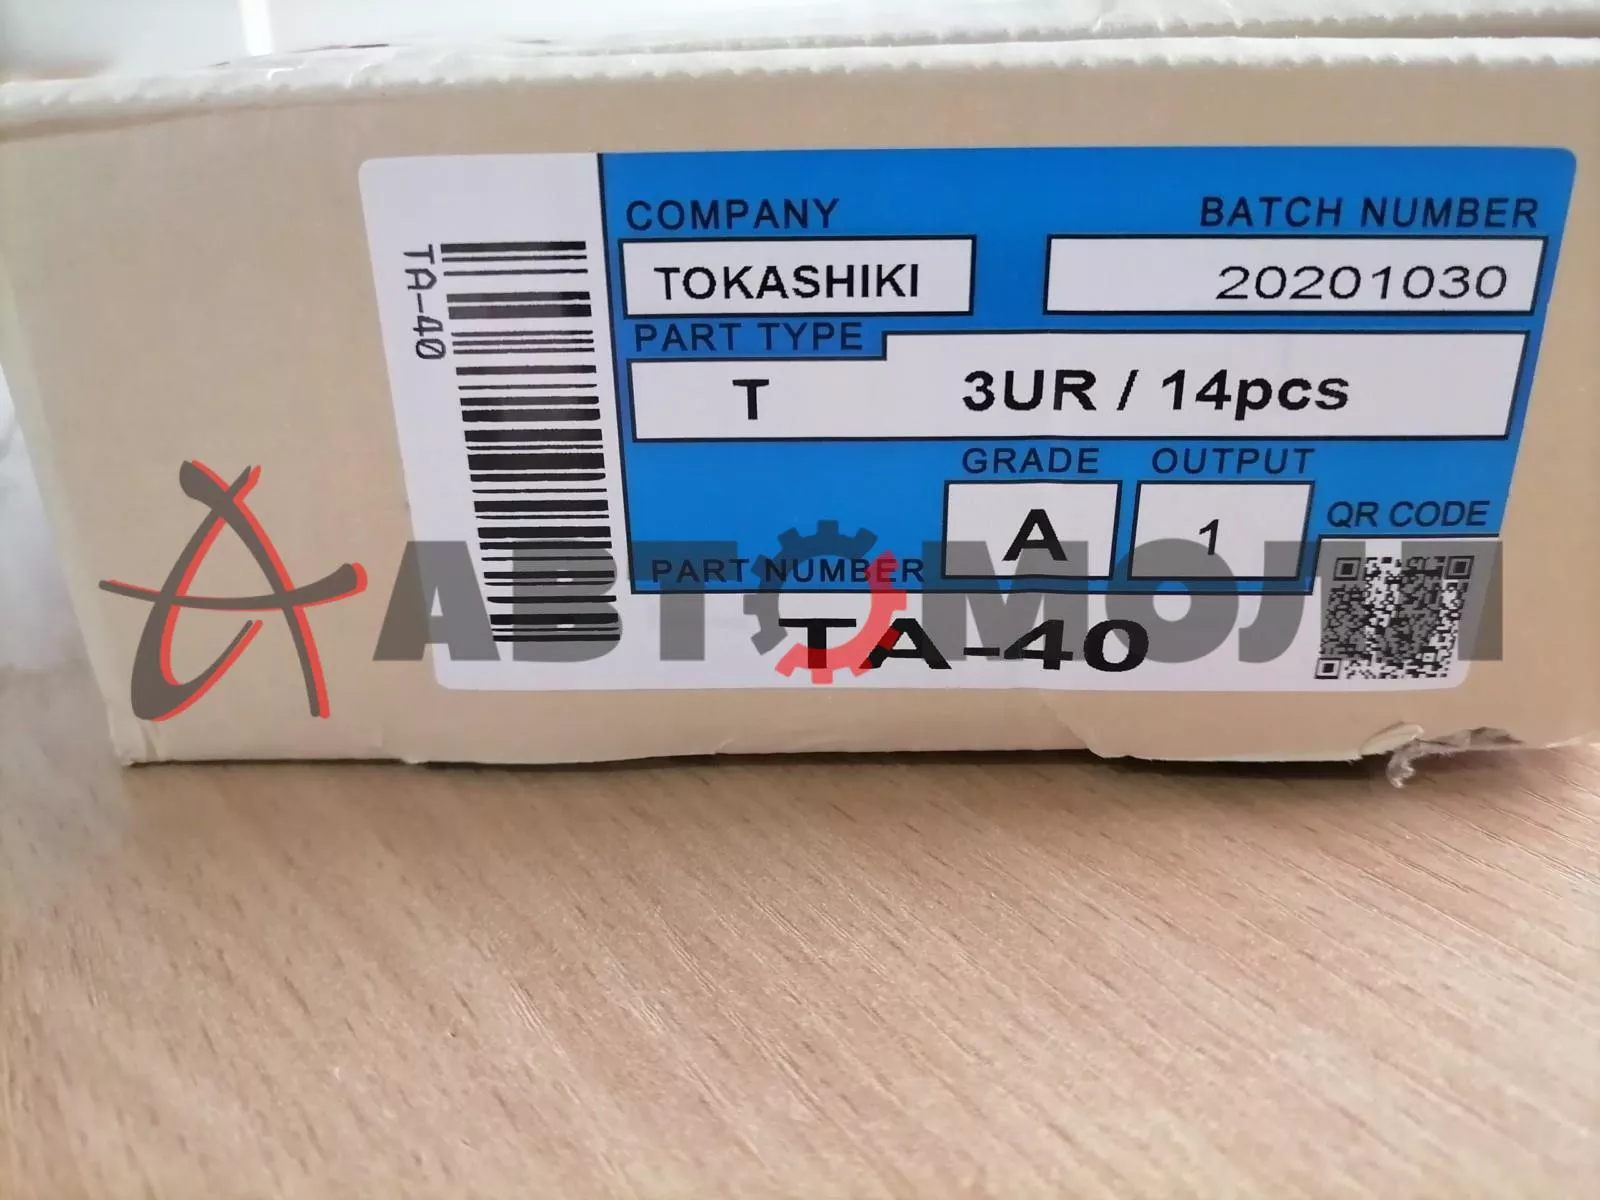 TA-40
COMPANY
BATCH NUMBER
TOKASHIKI
20201030
PART TYPE
T 3UR / 14pcs
GRADE
OUTPUT
A
1
QR CODE
PART NUMBER
TA-40
АВТОМОЛЛ